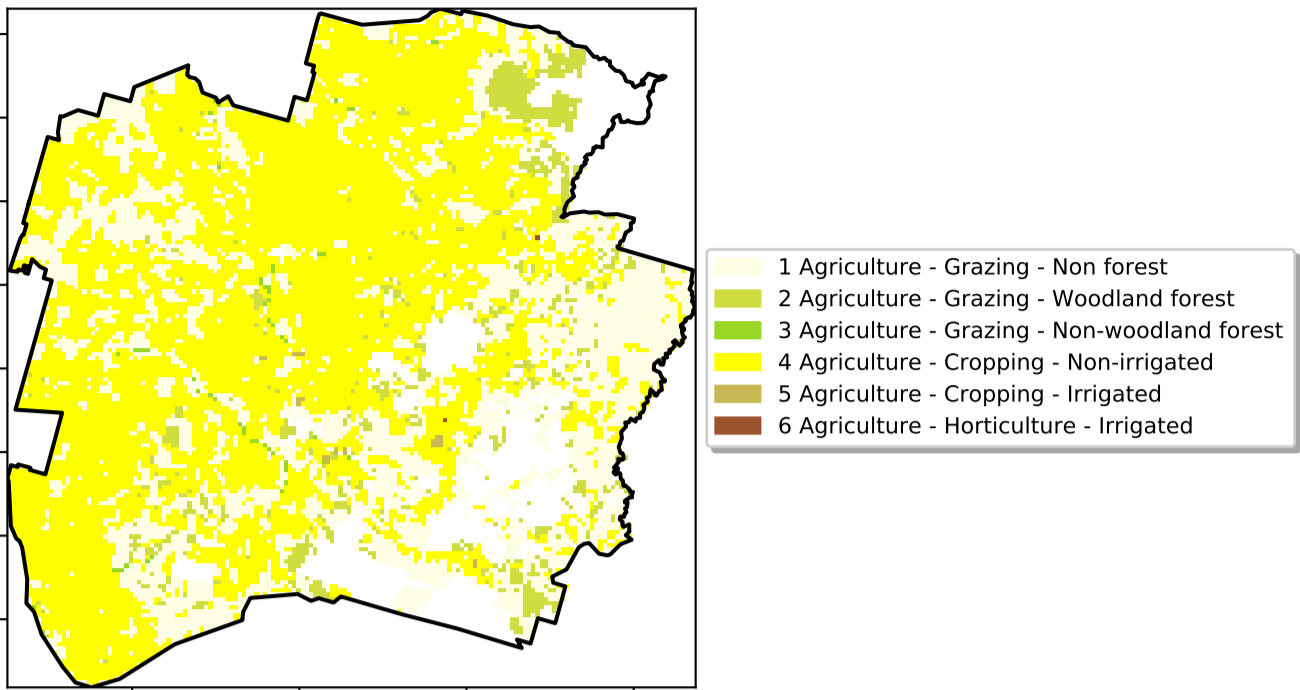 1 Agriculture - Grazing - Non forest
2 Agriculture - Grazing - Woodland forest
3 Agriculture - Grazing - Non-woodland forest
4 Agriculture - Cropping - Non-irrigated
5 Agriculture - Cropping - Irrigated
6 Agriculture - Horticulture - Irrigated